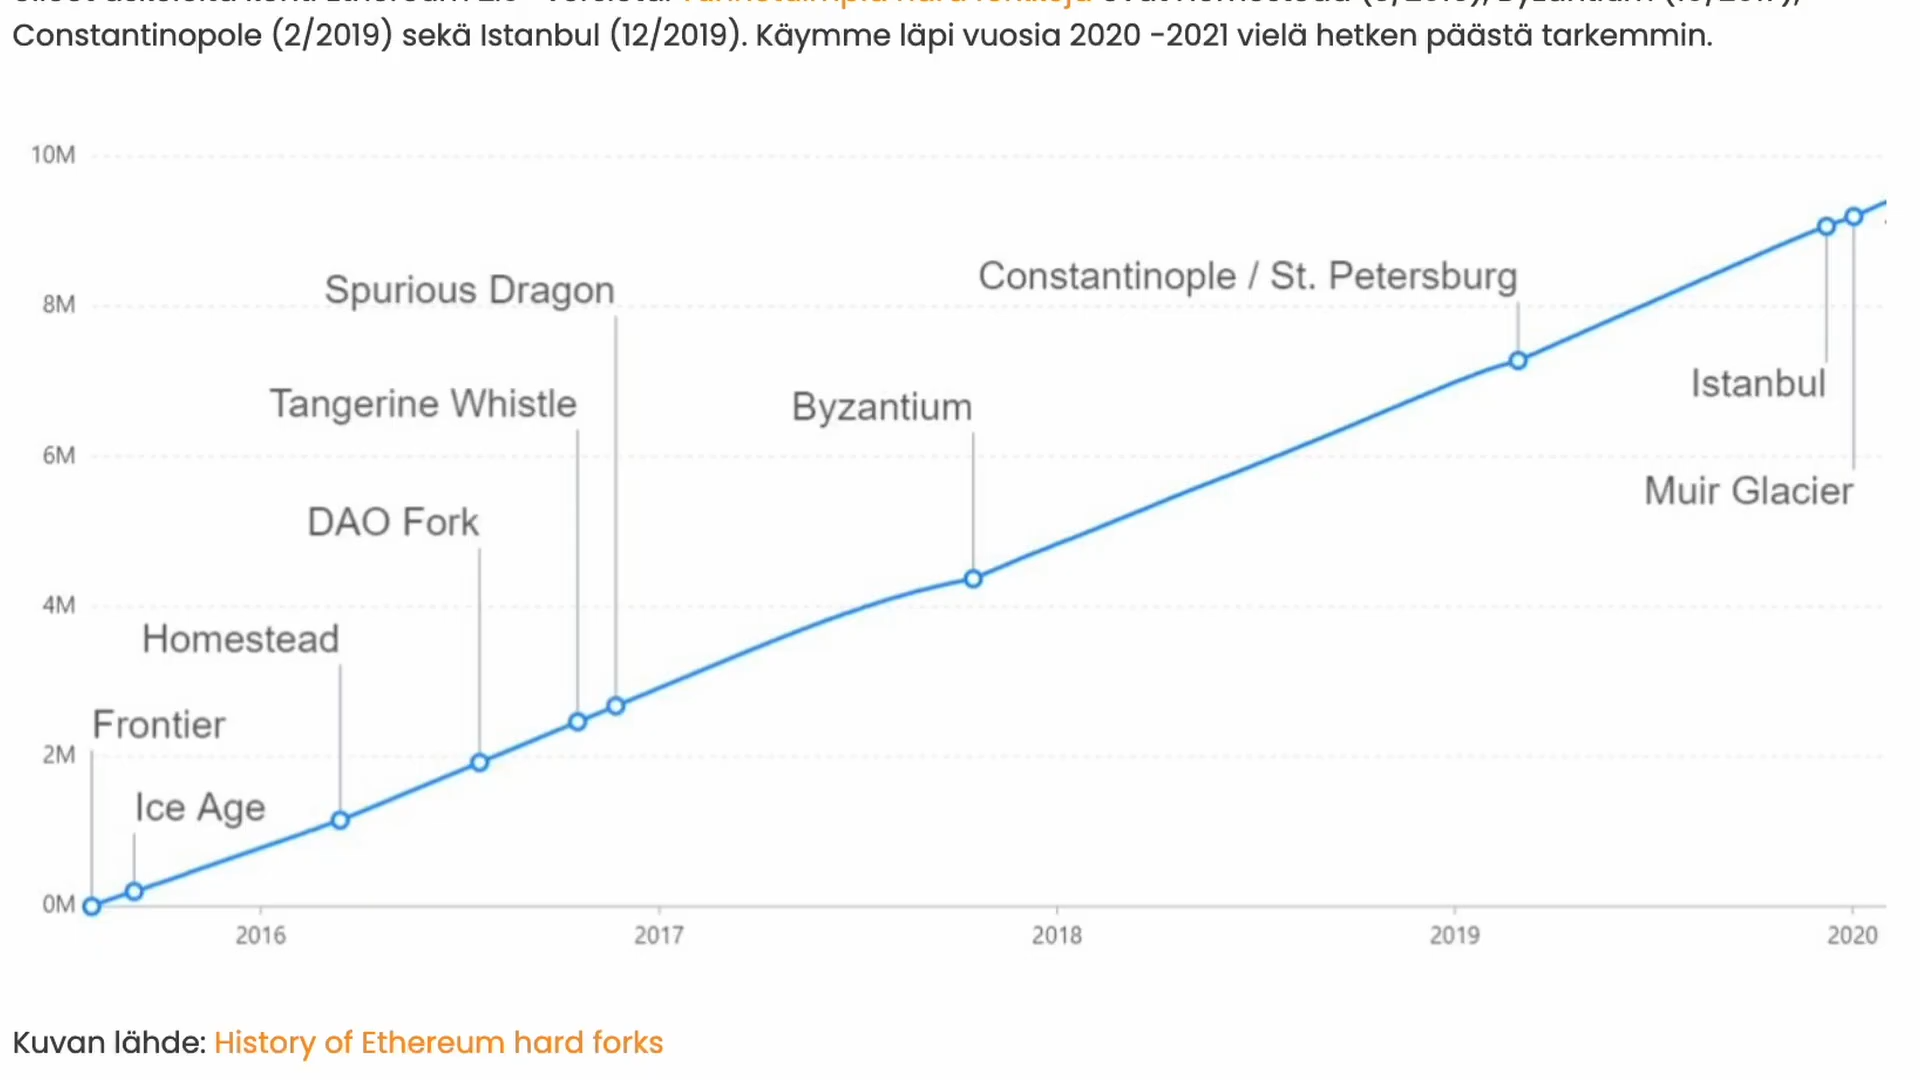 Constantinopole (2/2019) sekä Istanbul (12/2019). Käymme läpi vuosia 2020 -2021 vielä hetken päästä tarkemmin.
10M
8M
6M
4M
2M
0M
Spurious Dragon
Constantinople / St. Petersburg
Tangerine Whistle
Byzantium
Istanbul
Muir Glacier
DAO Fork
Homestead
Frontier
Ice Age
2016
2017
2018
2019
2020
Kuvan lähde: History of Ethereum hard forks